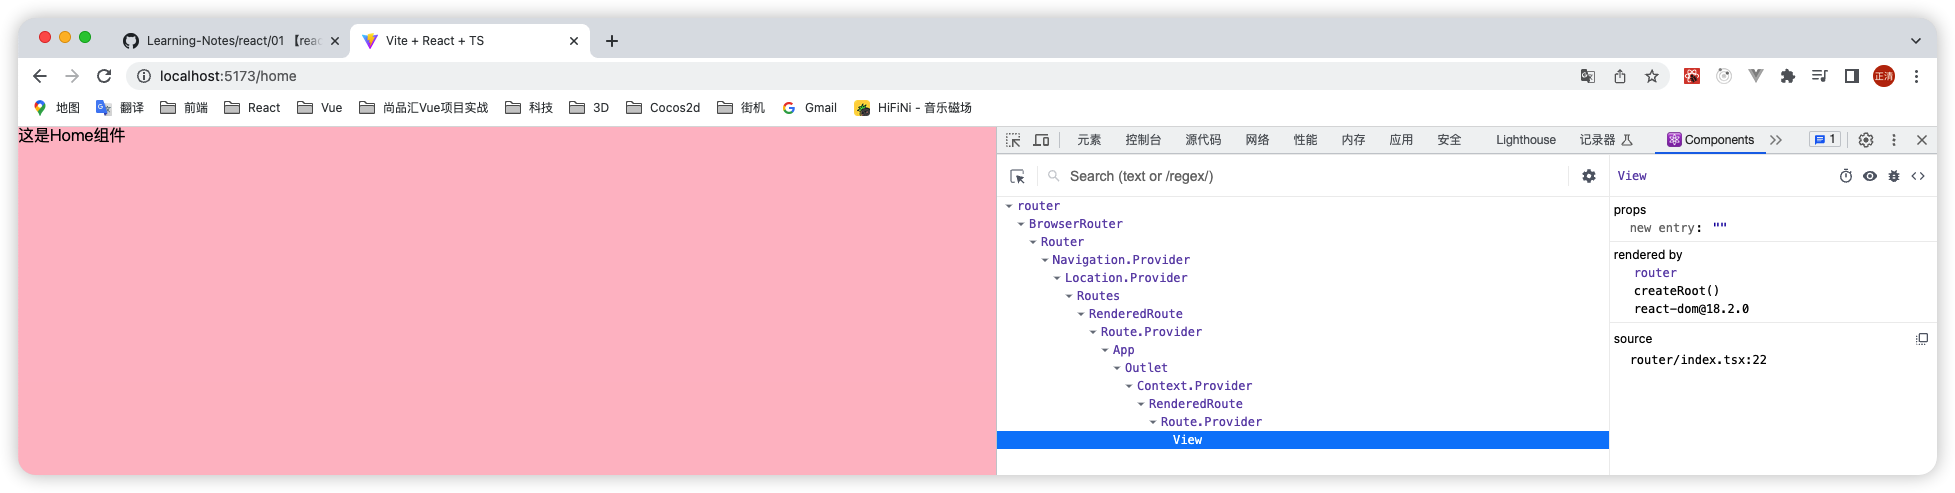 Learning-Notes/react/01 【reac
Vite + React + TS
localhost:5173/home
正清
地图 翻译 前端 React Vue 尚品汇Vue项目实战 科技 3D Cocos2d 街机 Gmail HiFiNi - 音乐磁场
这是Home组件
元素 控制台 源代码 网络 性能 内存 应用 安全 Lighthouse 记录器 Components 1
Search (text or /regex/)
router
BrowserRouter
Router
Navigation.Provider
Location.Provider
Routes
RenderedRoute
Route.Provider
App
Outlet
Context.Provider
RenderedRoute
Route.Provider
View
View
props
new entry: ""
rendered by
router
createRoot()
react-dom@18.2.0
source
router/index.tsx:22